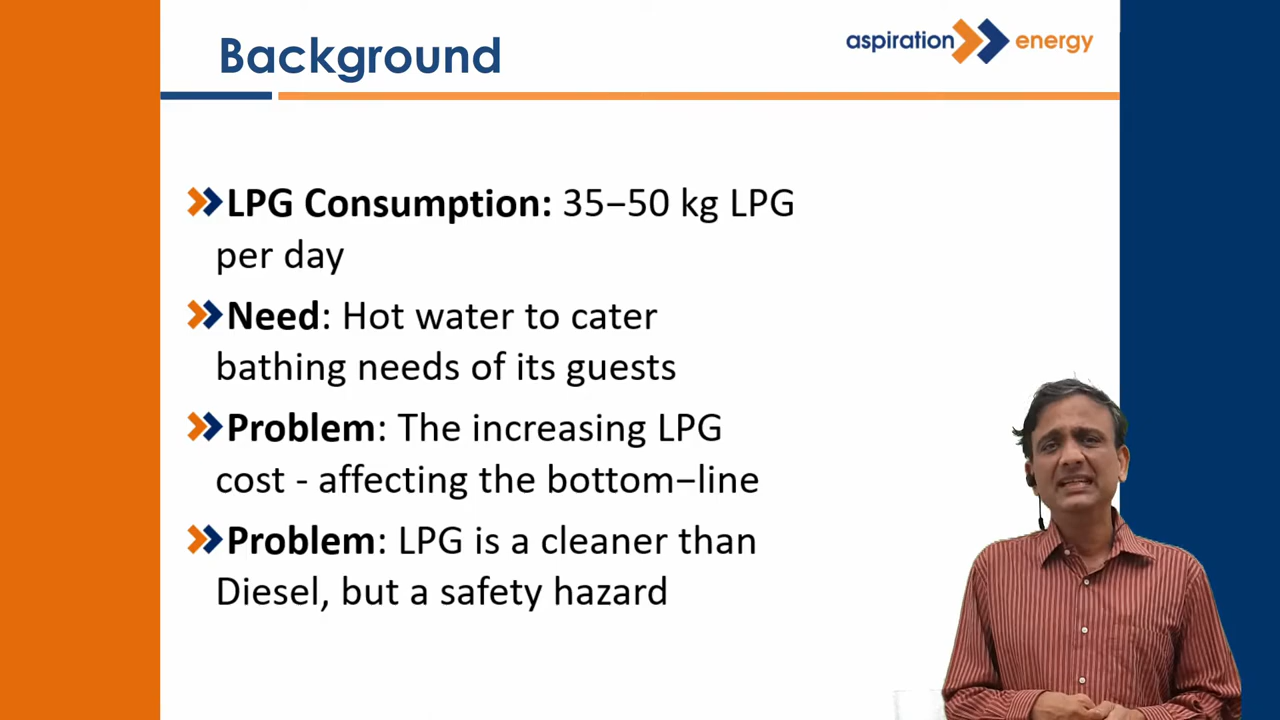 Background
aspiration energy
LPG Consumption: 35–50 kg LPG
per day
Need: Hot water to cater
bathing needs of its guests
Problem: The increasing LPG
cost - affecting the bottom–line
Problem: LPG is a cleaner than
Diesel, but a safety hazard